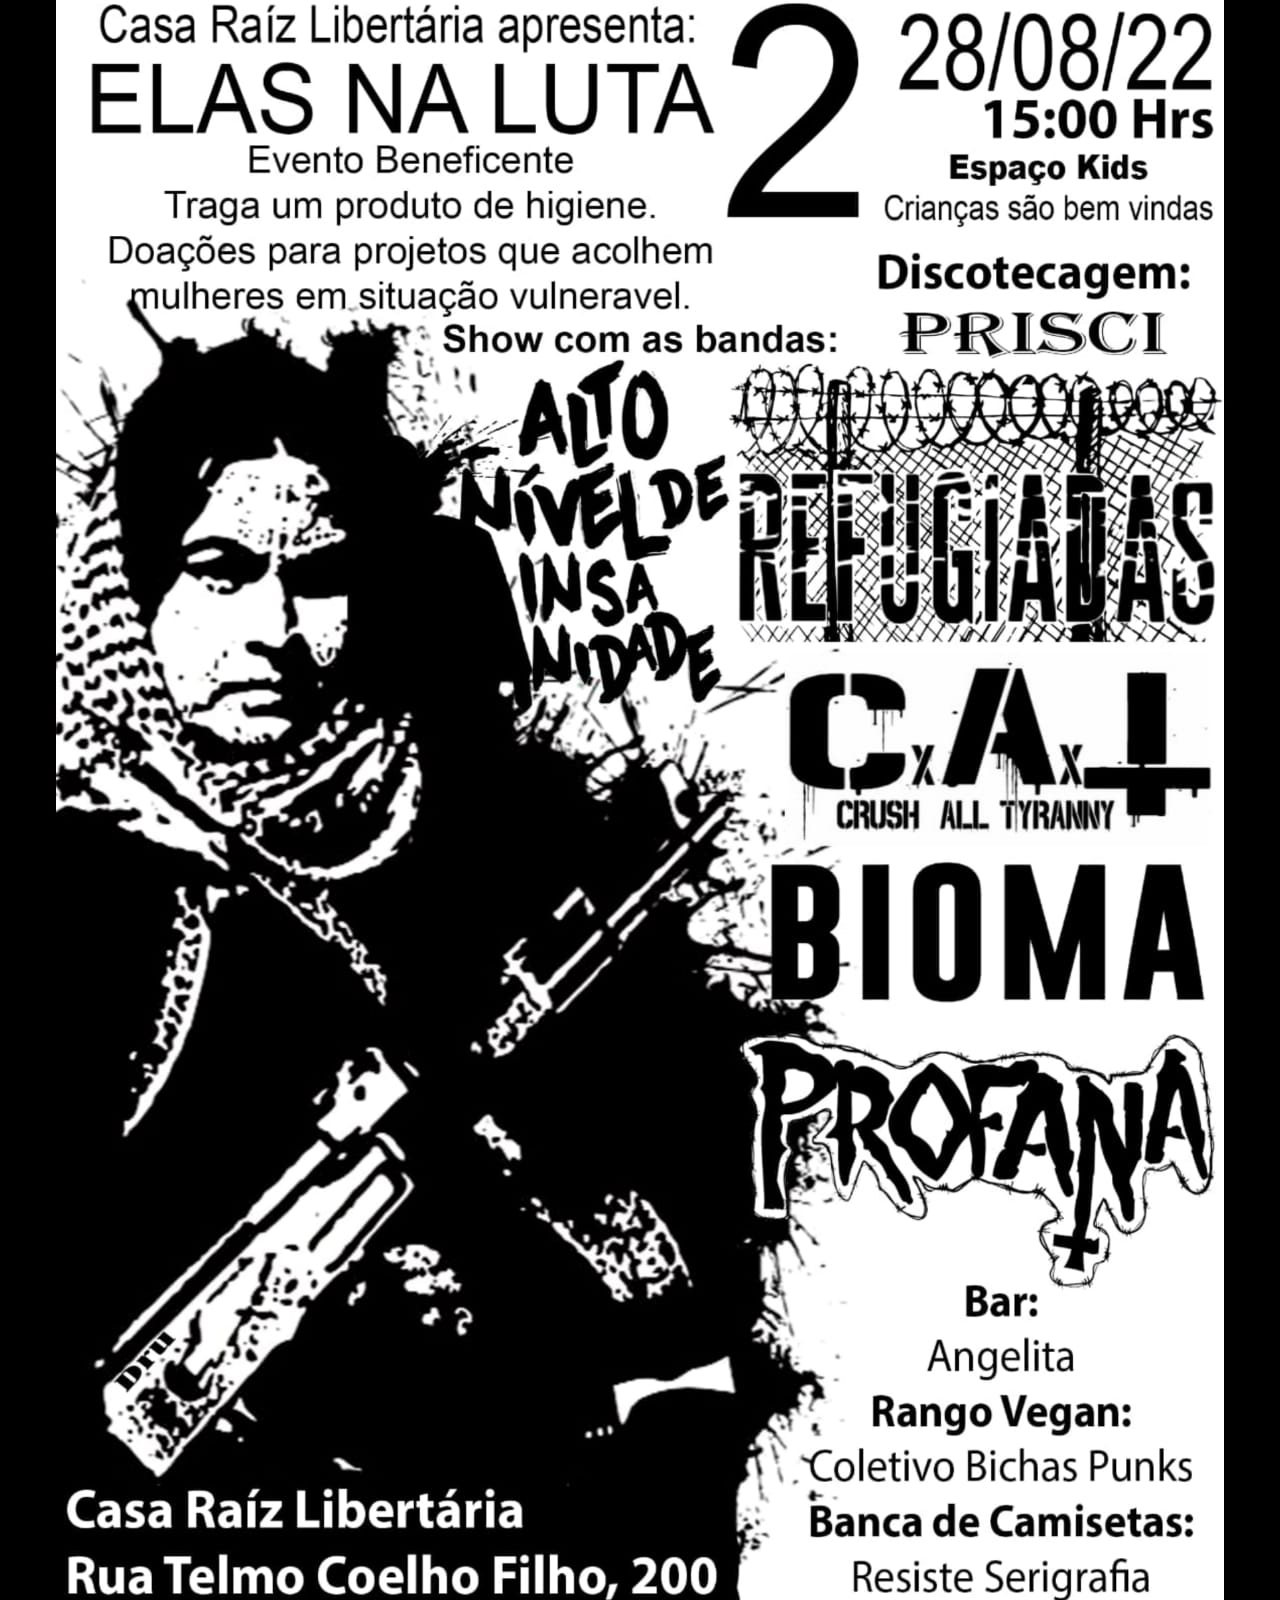 Casa Raíz Libertária apresenta:
ELAS NA LUTA 2
Evento Beneficente
Traga um produto de higiene.
Doações para projetos que acolhem
mulheres em situação vulneravel.
28/08/22
15:00 Hrs
Espaço Kids
Crianças são bem vindas
Discotecagem:
PRISCI
Show com as bandas:
ALTO
NÍVEL DE
INSA
NIDADE
REFUGIADAS
CxAxT
CRUSH ALL TYRANNY
BIOMA
PROFANA
Bar:
Angelita
Rango Vegan:
Coletivo Bichas Punks
Banca de Camisetas:
Resiste Serigrafia
Dru
Casa Raíz Libertária
Rua Telmo Coelho Filho, 200